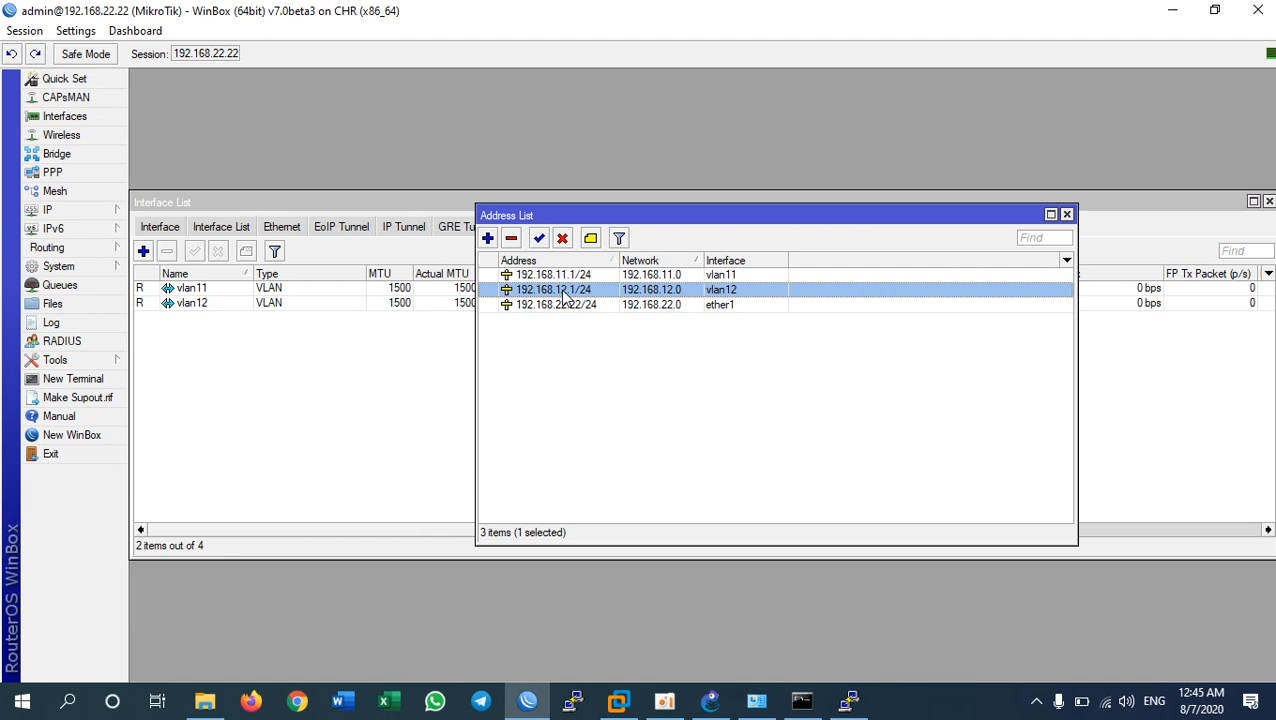 admin@192.168.22.22 (MikroTik) - WinBox (64bit) v7.0beta3 on CHR (x86_64)
Session Settings Dashboard
Safe Mode Session: 192.168.22.22
Quick Set
CAPsMAN
Interfaces
Wireless
Bridge
PPP
Mesh
IP
IPv6
Routing
System
Queues
Files
Log
RADIUS
Tools
New Terminal
Make Supout.rif
Manual
New WinBox
Exit
RouterOS WinBox
Interface List
Interface Interface List Ethernet EoIP Tunnel IP Tunnel GRE Tu
Find
Name Type MTU Actual MTU FP Tx Packet (p/s)
R vlan11 VLAN 1500 1500 0 bps 0
R vlan12 VLAN 1500 1500 0 bps 0
2 items out of 4
Address List
Find
Address Network Interface
192.168.11.1/24 192.168.11.0 vlan11
192.168.12.1/24 192.168.12.0 vlan12
192.168.22.22/24 192.168.22.0 ether1
3 items (1 selected)
ENG
12:45 AM
8/7/2020